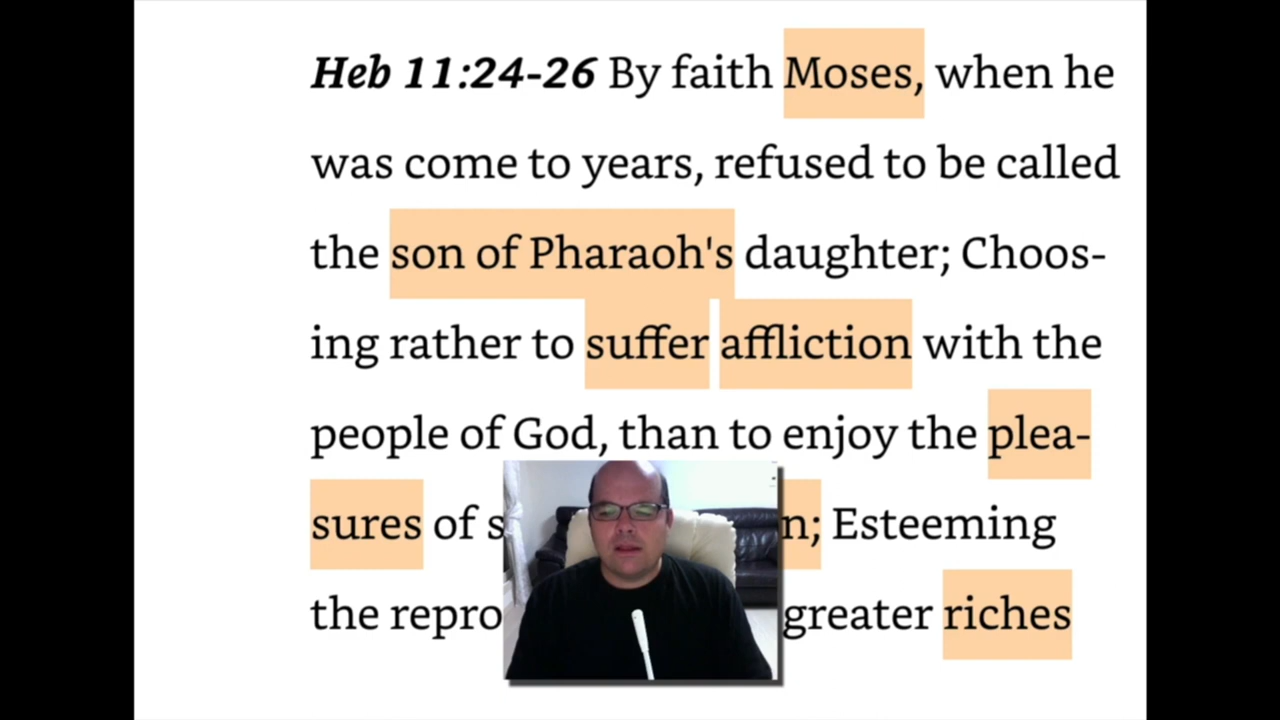 Heb 11:24-26 By faith Moses, when he
was come to years, refused to be called
the son of Pharaoh's daughter; Choos-
ing rather to suffer affliction with the
people of God, than to enjoy the plea-
sures of Esteeming
the greater riches